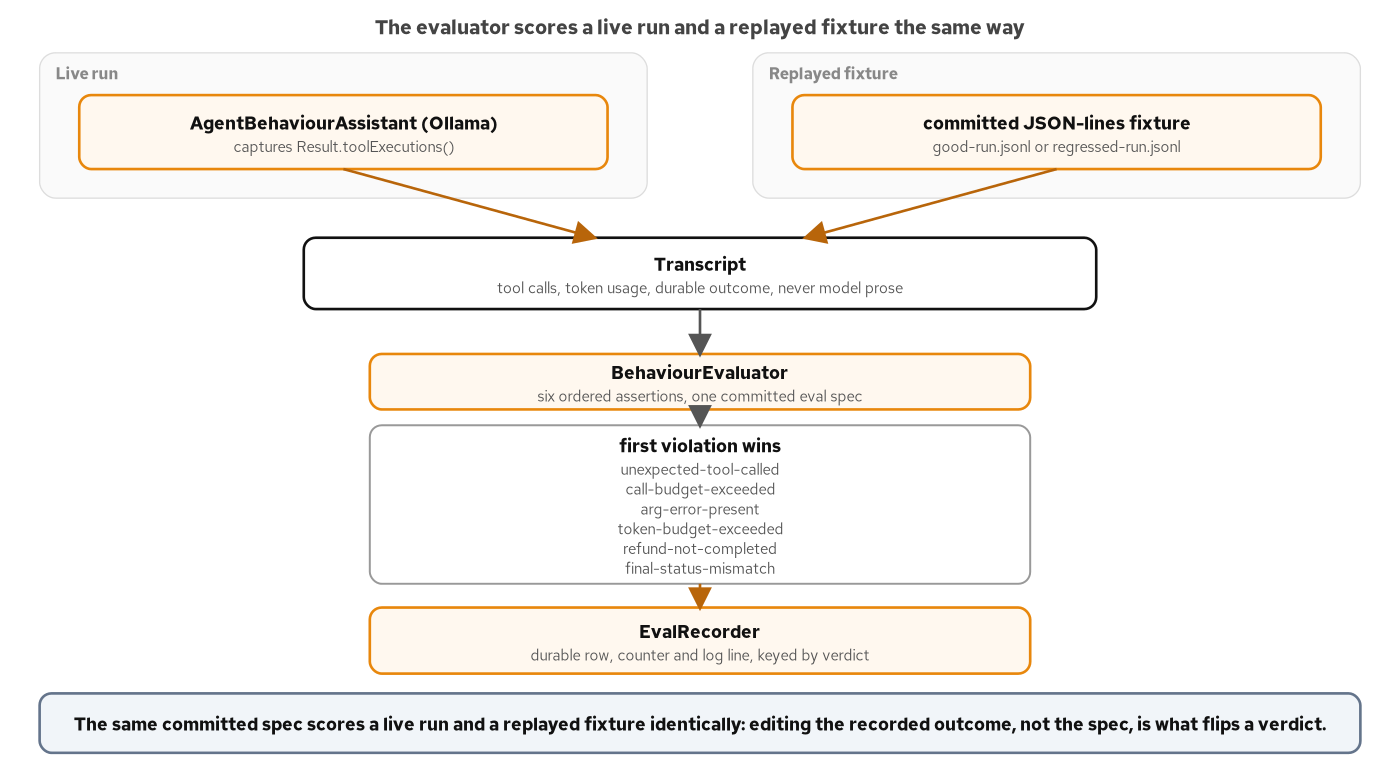 The evaluator scores a live run and a replayed fixture the same way
Live run
AgentBehaviourAssistant (Ollama)
captures Result.toolExecutions()
Replayed fixture
committed JSON-lines fixture
good-run.jsonl or regressed-run.jsonl
Transcript
tool calls, token usage, durable outcome, never model prose
BehaviourEvaluator
six ordered assertions, one committed eval spec
first violation wins
unexpected-tool-called
call-budget-exceeded
arg-error-present
token-budget-exceeded
refund-not-completed
final-status-mismatch
EvalRecorder
durable row, counter and log line, keyed by verdict
The same committed spec scores a live run and a replayed fixture identically: editing the recorded outcome, not the spec, is what flips a verdict.